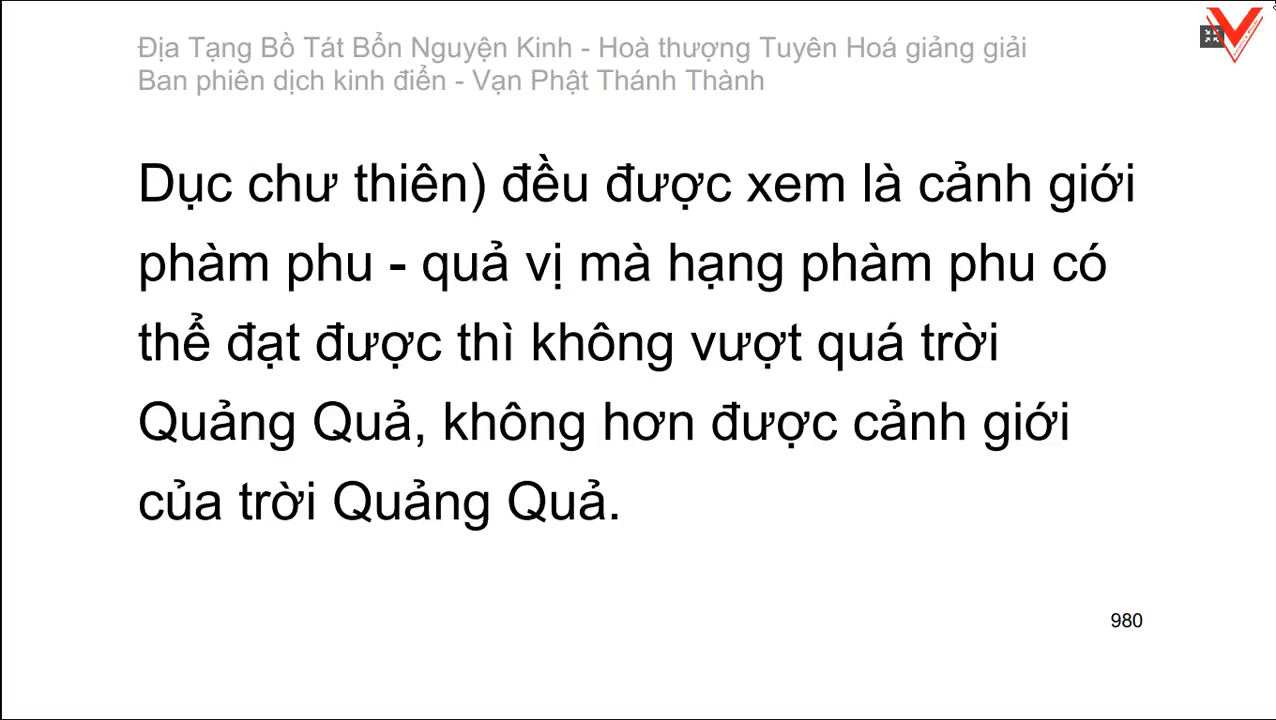 Địa Tạng Bồ Tát Bổn Nguyện Kinh - Hoà thượng Tuyên Hoá giảng giải
Ban phiên dịch kinh điển - Vạn Phật Thánh Thành
Dục chư thiên) đều được xem là cảnh giới
phàm phu - quả vị mà hạng phàm phu có
thể đạt được thì không vượt quá trời
Quảng Quả, không hơn được cảnh giới
của trời Quảng Quả.
980